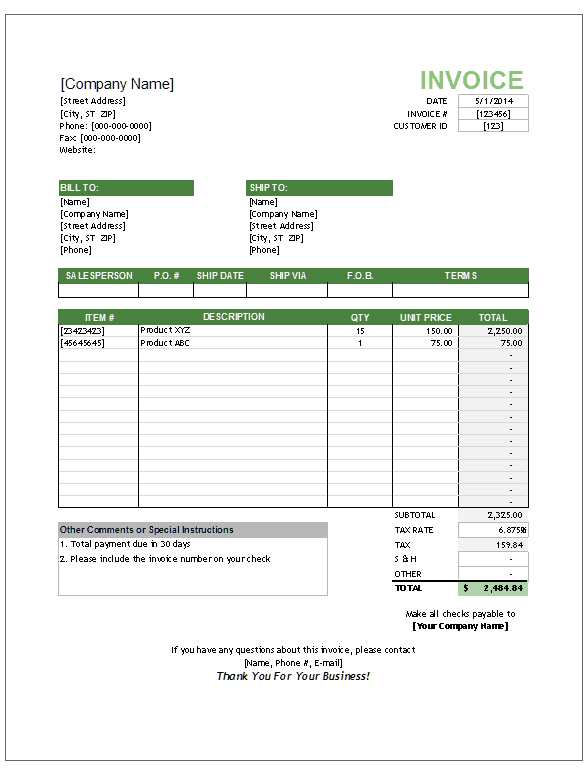 INVOICE
[Company Name]
[Street Address]
DATE 5/1/2014
[City, ST ZIP]
INVOICE # [123456]
Phone: [000-000-0000]
CUSTOMER ID [123]
Fax: [000-000-0000]
Website:
BILL TO: SHIP TO:
[Name] [Name]
[Company Name] [Company Name]
[Street Address] [Street Address]
[City, ST ZIP] [City, ST ZIP]
[Phone] [Phone]
SALESPERSON P.O. # SHIP DATE SHIP VIA F.O.B. TERMS
ITEM # DESCRIPTION QTY UNIT PRICE TOTAL
[23423423] Product XYZ 15 150.00 2,250.00
[45645645] Product ABC 1 75.00 75.00
-
-
-
-
-
-
-
-
-
-
-
-
-
SUBTOTAL 2,325.00
Other Comments or Special Instructions TAX RATE 6.875%
1. Total payment due in 30 days TAX 159.84
2. Please include the invoice number on your check S & H -
OTHER -
TOTAL $ 2,484.84
Make all checks payable to
[Your Company Name]
If you have any questions about this invoice, please contact
[Name, Phone #, E-mail]
Thank You For Your Business!